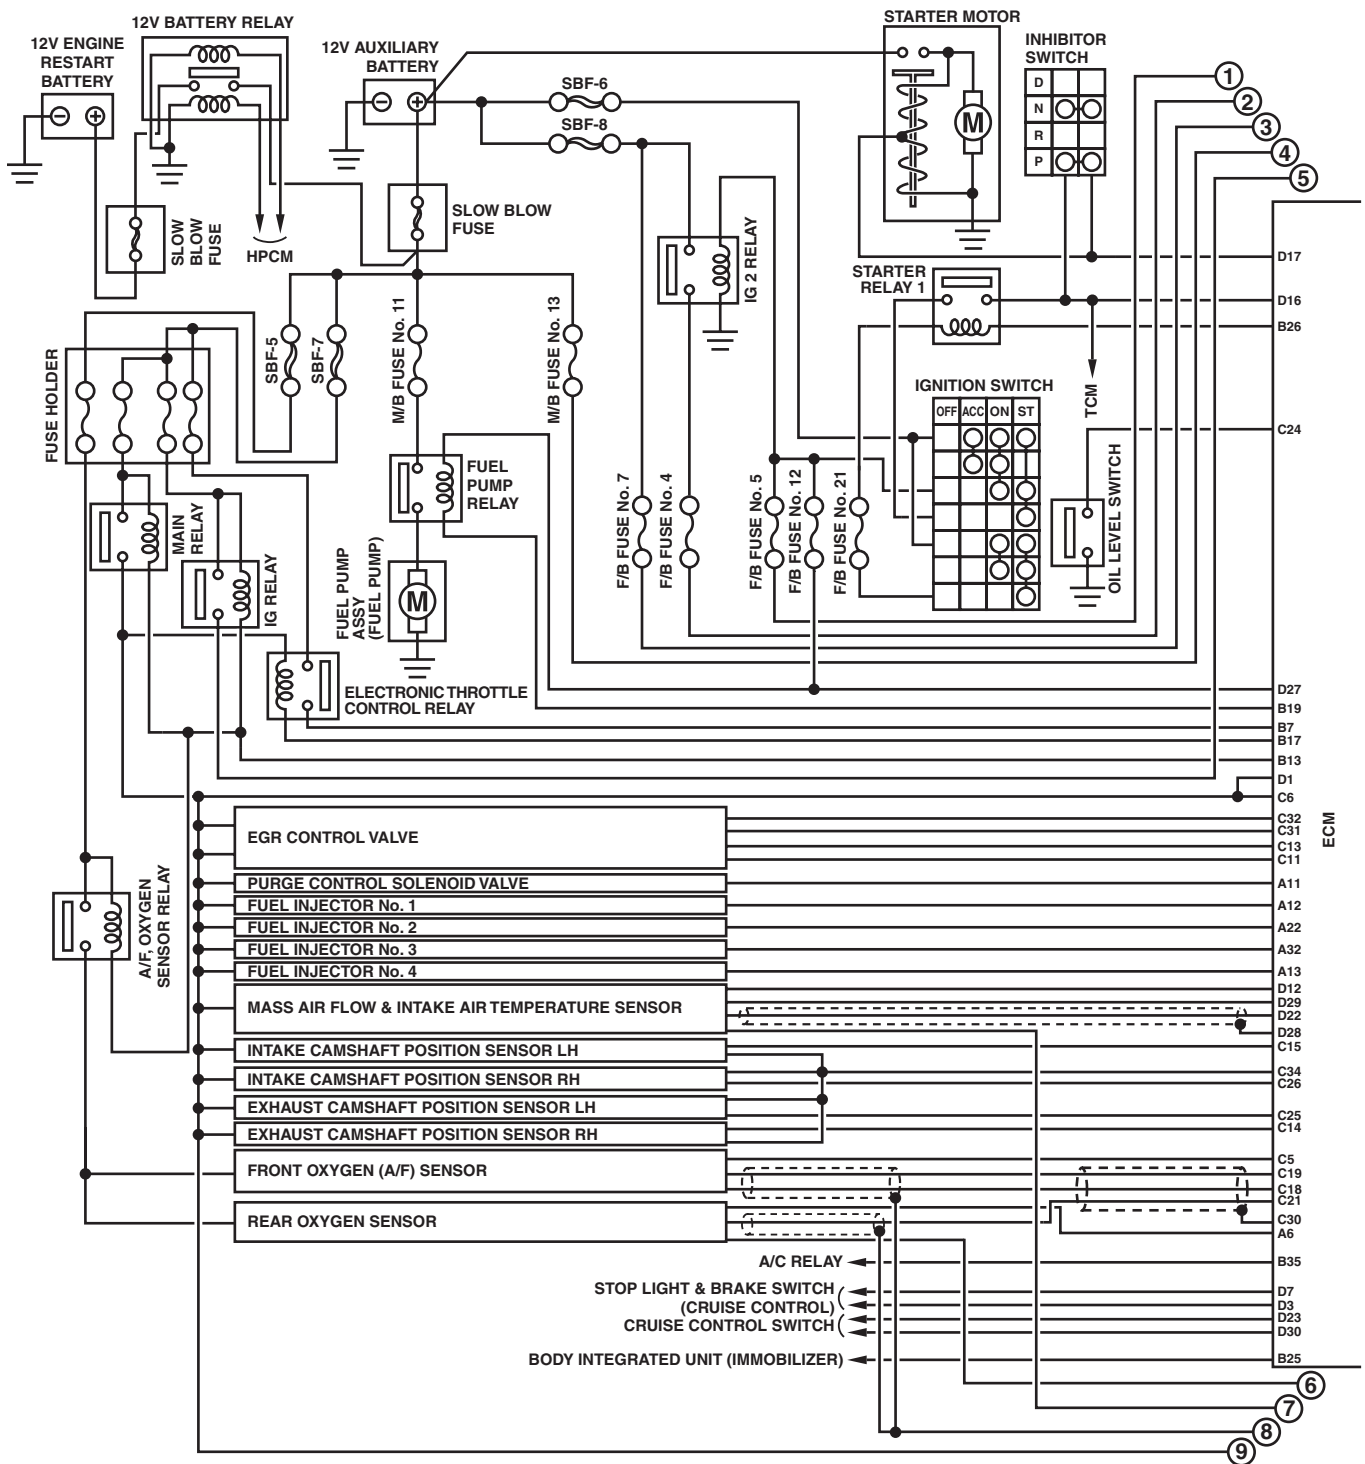 12V BATTERY RELAY
12V ENGINE
RESTART
BATTERY
12V AUXILIARY
BATTERY
STARTER MOTOR
INHIBITOR
SWITCH
SBF-6
SBF-8
D
N
R
P
M
1
2
3
4
5
SLOW
BLOW
FUSE
HPCM
SLOW BLOW
FUSE
IG 2 RELAY
STARTER
RELAY 1
D17
D16
B26
FUSE HOLDER
SBF-5
SBF-7
M/B FUSE No. 11
M/B FUSE No. 13
IGNITION SWITCH
OFF ACC ON ST
TCM
C24
FUEL
PUMP
RELAY
F/B FUSE No. 7
F/B FUSE No. 4
F/B FUSE No. 5
F/B FUSE No. 12
F/B FUSE No. 21
OIL LEVEL SWITCH
MAIN
RELAY
IG RELAY
FUEL PUMP
ASSY
(FUEL PUMP)
M
ELECTRONIC THROTTLE
CONTROL RELAY
D27
B19
B7
B17
B13
D1
C6
ECM
EGR CONTROL VALVE
C32
C31
C13
C11
PURGE CONTROL SOLENOID VALVE
A11
FUEL INJECTOR No. 1
A12
FUEL INJECTOR No. 2
A22
FUEL INJECTOR No. 3
A32
FUEL INJECTOR No. 4
A13
A/F, OXYGEN
SENSOR RELAY
MASS AIR FLOW & INTAKE AIR TEMPERATURE SENSOR
D12
D29
D22
D28
INTAKE CAMSHAFT POSITION SENSOR LH
C15
INTAKE CAMSHAFT POSITION SENSOR RH
C34
C26
EXHAUST CAMSHAFT POSITION SENSOR LH
C25
EXHAUST CAMSHAFT POSITION SENSOR RH
C14
FRONT OXYGEN (A/F) SENSOR
C5
C19
C18
C21
REAR OXYGEN SENSOR
C30
A6
A/C RELAY
B35
STOP LIGHT & BRAKE SWITCH
(CRUISE CONTROL)
CRUISE CONTROL SWITCH
D7
D3
D23
D30
BODY INTEGRATED UNIT (IMMOBILIZER)
B25
6
7
8
9